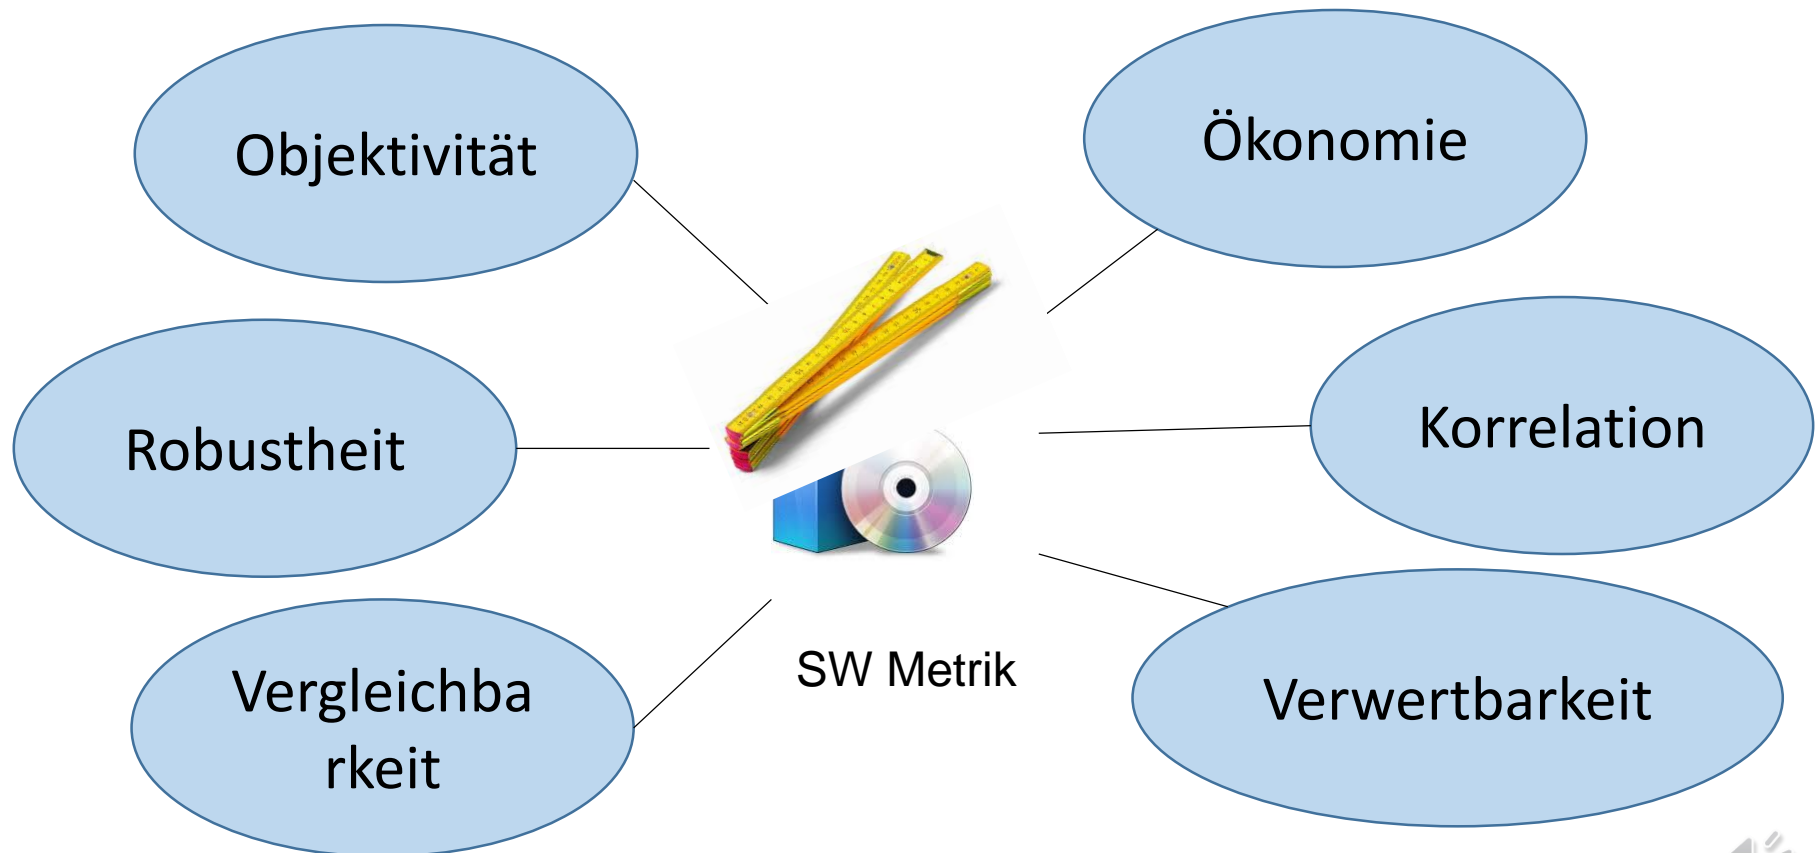 Objektivität
Ökonomie
Robustheit
Korrelation
Vergleichba
rkeit
SW Metrik
Verwertbarkeit